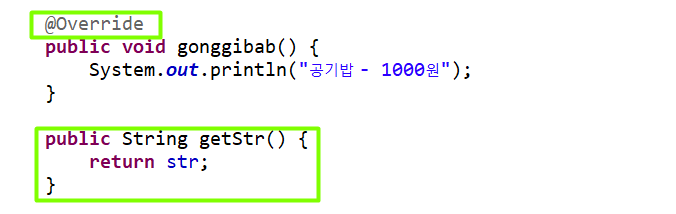 @Override
public void gonggibab() {
    System.out.println("공기밥 - 1000원");
}
public String getStr() {
    return str;
}